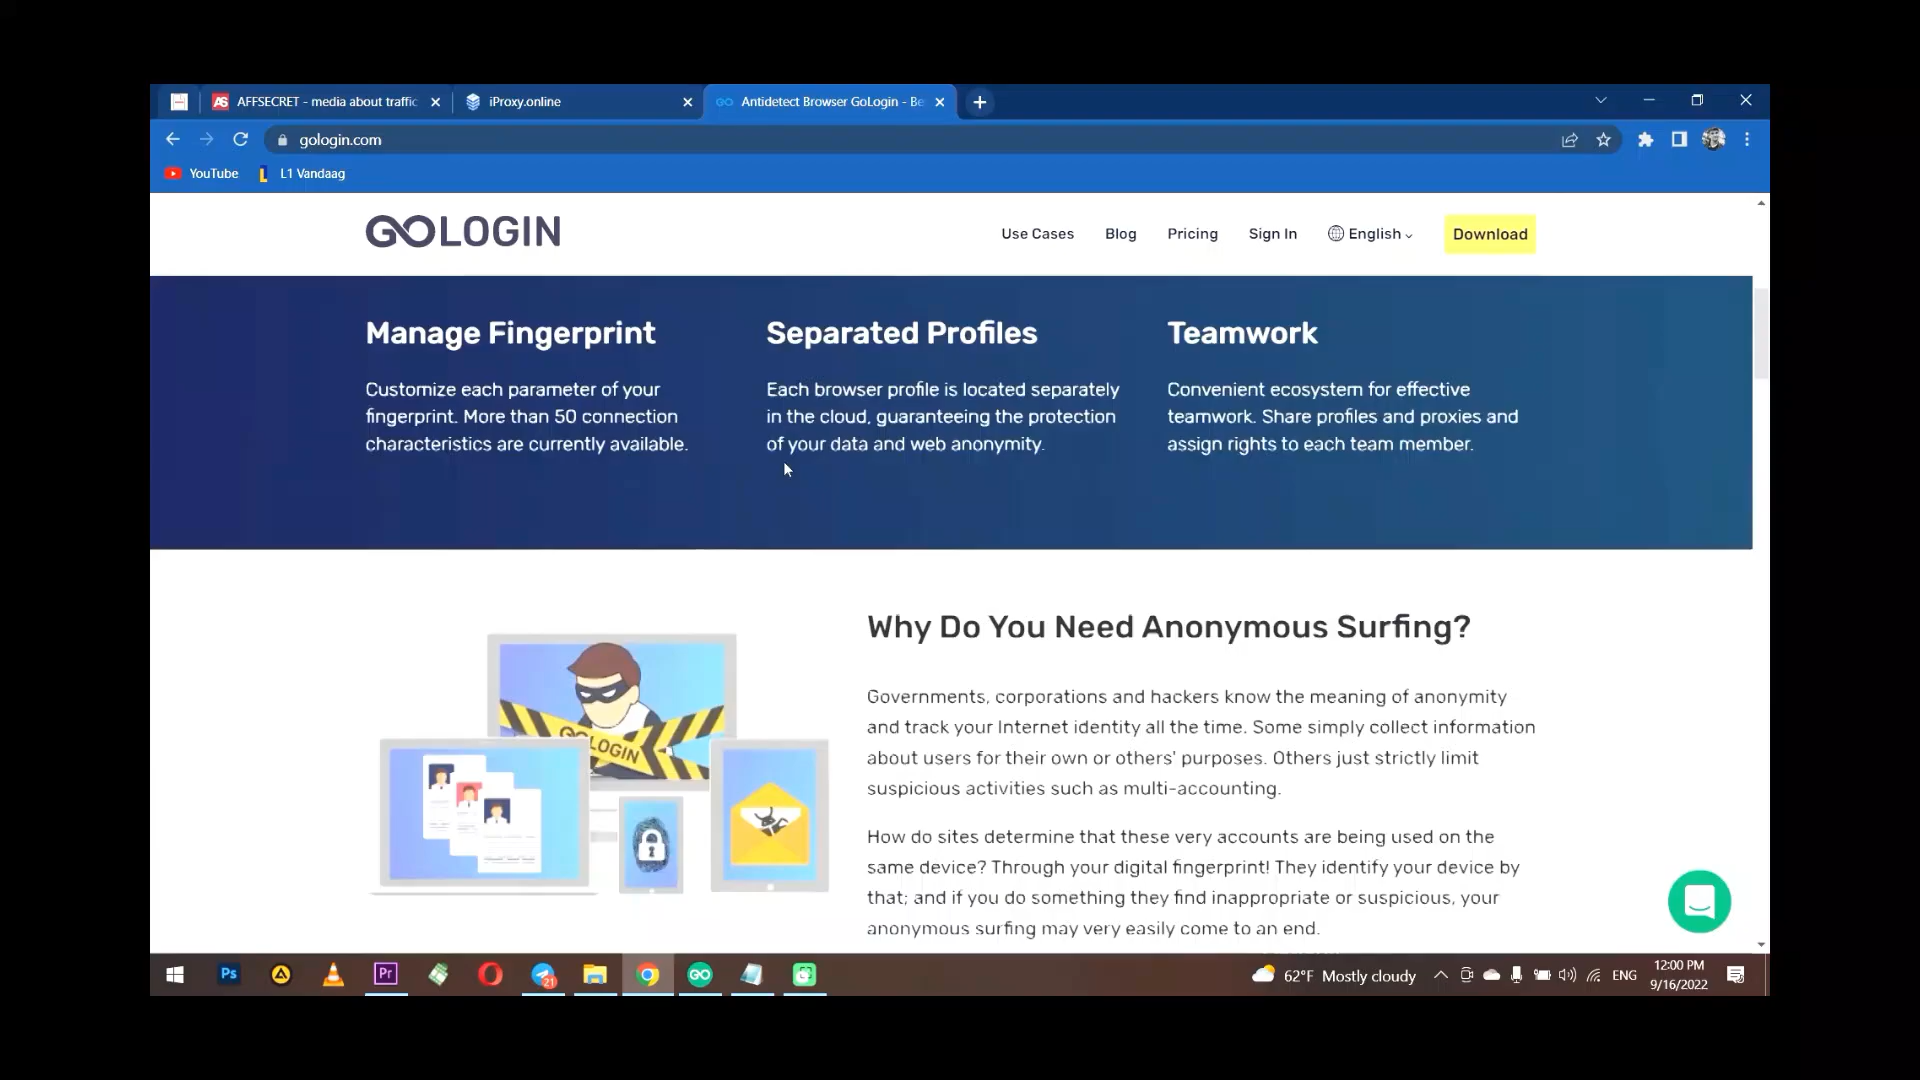 AFFSECRET - media about traffic
iProxy.online
Antidetect Browser GoLogin - Be
gologin.com
YouTube
L1 Vandaag
GOLOGIN
Use Cases
Blog
Pricing
Sign In
English
Download
Manage Fingerprint
Customize each parameter of your
fingerprint. More than 50 connection
characteristics are currently available.
Separated Profiles
Each browser profile is located separately
in the cloud, guaranteeing the protection
of your data and web anonymity.
Teamwork
Convenient ecosystem for effective
teamwork. Share profiles and proxies and
assign rights to each team member.
GOLOGIN
Why Do You Need Anonymous Surfing?
Governments, corporations and hackers know the meaning of anonymity
and track your Internet identity all the time. Some simply collect information
about users for their own or others' purposes. Others just strictly limit
suspicious activities such as multi-accounting.
How do sites determine that these very accounts are being used on the
same device? Through your digital fingerprint! They identify your device by
that; and if you do something they find inappropriate or suspicious, your
anonymous surfing may very easily come to an end.
Ps
Pr
21
GO
62°F Mostly cloudy
ENG
12:00 PM
9/16/2022